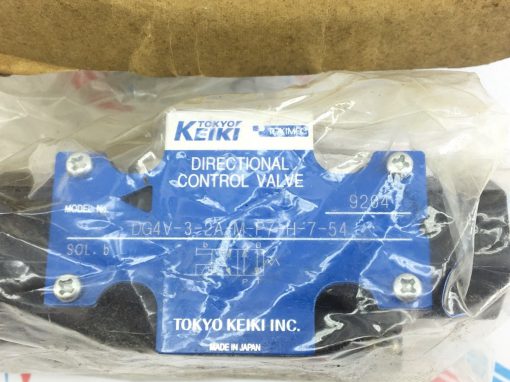 TOKYO
KEIKI
TOKIMEC
DIRECTIONAL
CONTROL VALVE
9204
MODEL NO.
DG4V-3-2A-M-P7-H-7-54
SOL. b
TOKYO KEIKI INC.
MADE IN JAPAN